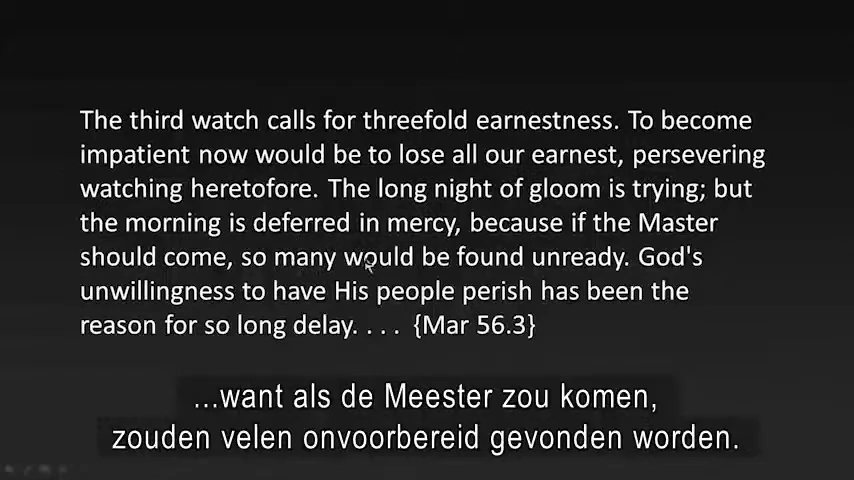 The third watch calls for threefold earnestness. To become
impatient now would be to lose all our earnest, persevering
watching heretofore. The long night of gloom is trying; but
the morning is deferred in mercy, because if the Master
should come, so many would be found unready. God's
unwillingness to have His people perish has been the
reason for so long delay. . . . {Mar 56.3}
...want als de Meester zou komen,
zouden velen onvoorbereid gevonden worden.